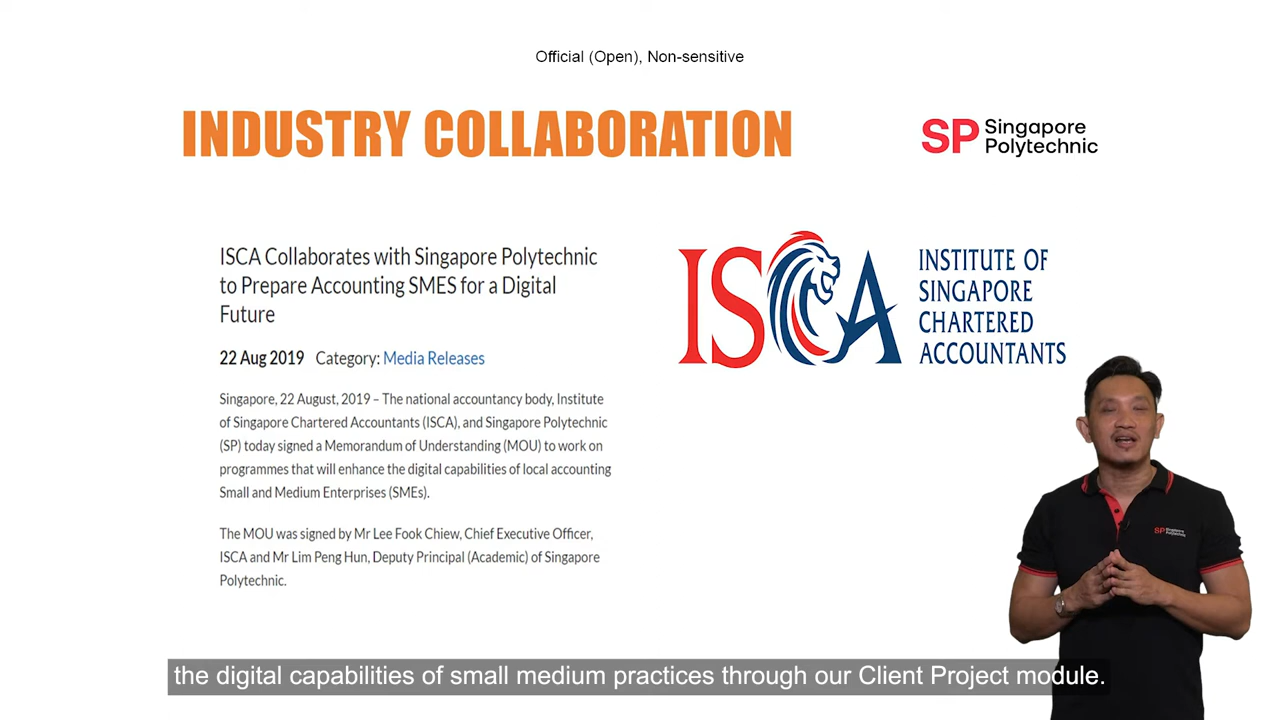 Official (Open), Non-sensitive
INDUSTRY COLLABORATION
SP Singapore
Polytechnic
ISCA Collaborates with Singapore Polytechnic
to Prepare Accounting SMES for a Digital
Future
22 Aug 2019 Category: Media Releases
Singapore, 22 August, 2019 – The national accountancy body, Institute
of Singapore Chartered Accountants (ISCA), and Singapore Polytechnic
(SP) today signed a Memorandum of Understanding (MOU) to work on
programmes that will enhance the digital capabilities of local accounting
Small and Medium Enterprises (SMEs).
The MOU was signed by Mr Lee Fook Chiew, Chief Executive Officer,
ISCA and Mr Lim Peng Hun, Deputy Principal (Academic) of Singapore
Polytechnic.
ISCA
INSTITUTE OF
SINGAPORE
CHARTERED
ACCOUNTANTS
SP Singapore
Polytechnic
the digital capabilities of small medium practices through our Client Project module.